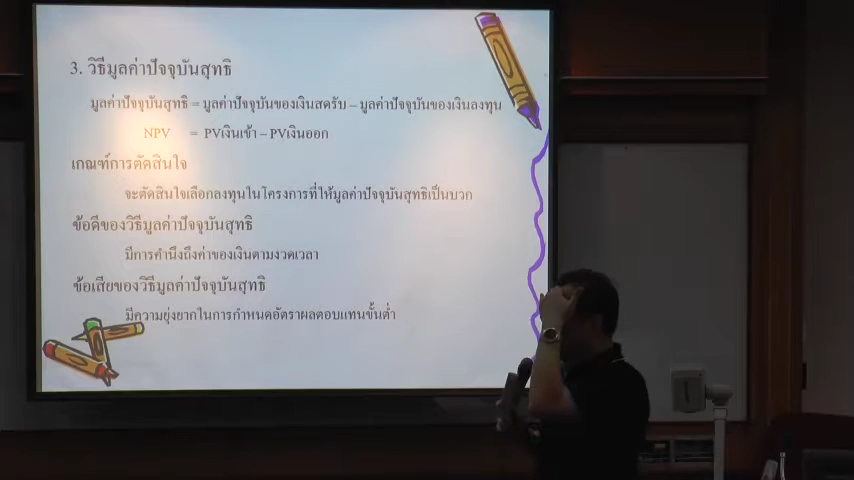 3. วิธีมูลค่าปัจจุบันสุทธิ
มูลค่าปัจจุบันสุทธิ = มูลค่าปัจจุบันของเงินสดรับ – มูลค่าปัจจุบันของเงินลงทุน
NPV = PVเงินเข้า – PVเงินออก
เกณฑ์การตัดสินใจ
จะตัดสินใจเลือกลงทุนในโครงการที่ให้มูลค่าปัจจุบันสุทธิเป็นบวก
ข้อดีของวิธีมูลค่าปัจจุบันสุทธิ
มีการคำนึงถึงค่าของเงินตามงวดเวลา
ข้อเสียของวิธีมูลค่าปัจจุบันสุทธิ
มีความยุ่งยากในการกำหนดอัตราผลตอบแทนขั้นต่ำ